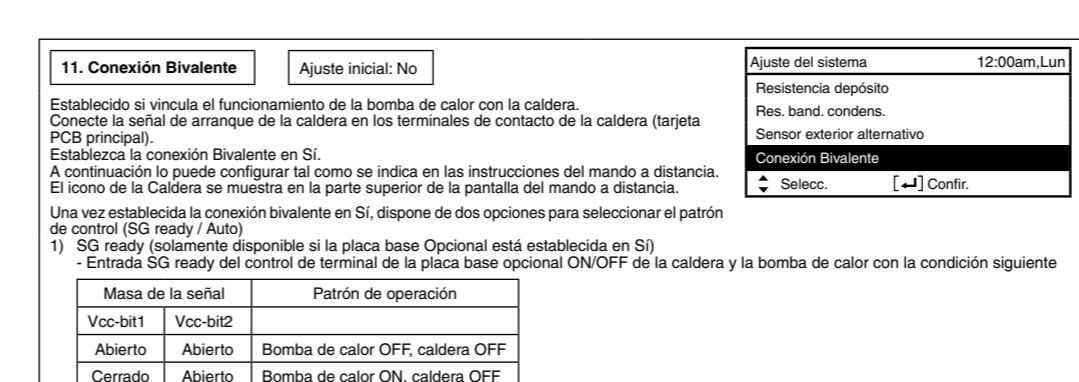 11. Conexión Bivalente
Ajuste inicial: No
Establecido si vincula el funcionamiento de la bomba de calor con la caldera.
Conecte la señal de arranque de la caldera en los terminales de contacto de la caldera (tarjeta
PCB principal).
Establezca la conexión Bivalente en Sí.
A continuación lo puede configurar tal como se indica en las instrucciones del mando a distancia.
El icono de la Caldera se muestra en la parte superior de la pantalla del mando a distancia.
Ajuste del sistema 12:00am,Lun
Resistencia depósito
Res. band. condens.
Sensor exterior alternativo
Conexión Bivalente
Selecc. [↵] Confir.
Una vez establecida la conexión bivalente en Sí, dispone de dos opciones para seleccionar el patrón
de control (SG ready / Auto)
1) SG ready (solamente disponible si la placa base Opcional está establecida en Sí)
- Entrada SG ready del control de terminal de la placa base opcional ON/OFF de la caldera y la bomba de calor con la condición siguiente
Masa de la señal Patrón de operación
Vcc-bit1 Vcc-bit2
Abierto Abierto Bomba de calor OFF, caldera OFF
Cerrado Abierto Bomba de calor ON, caldera OFF